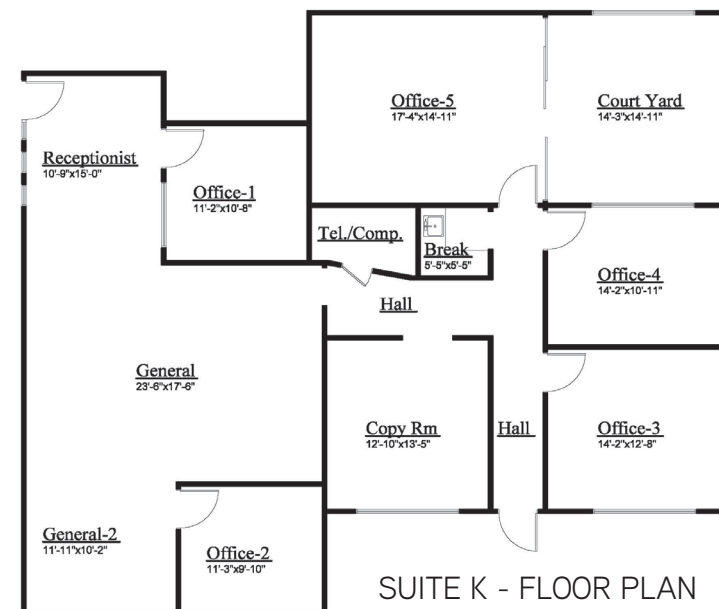 Office-5
17'-4"x14'-11"
Court Yard
14'-3"x14'-11"
Receptionist
10'-9"x15'-0"
Office-1
11'-2"x10'-8"
Tel./Comp.
Break
5'-5"x5'-5"
Office-4
14'-2"x10'-11"
Hall
General
23'-6"x17'-6"
Copy Rm
12'-10"x13'-5"
Hall
Office-3
14'-2"x12'-8"
General-2
11'-11"x10'-2"
Office-2
11'-3"x9'-10"
SUITE K - FLOOR PLAN